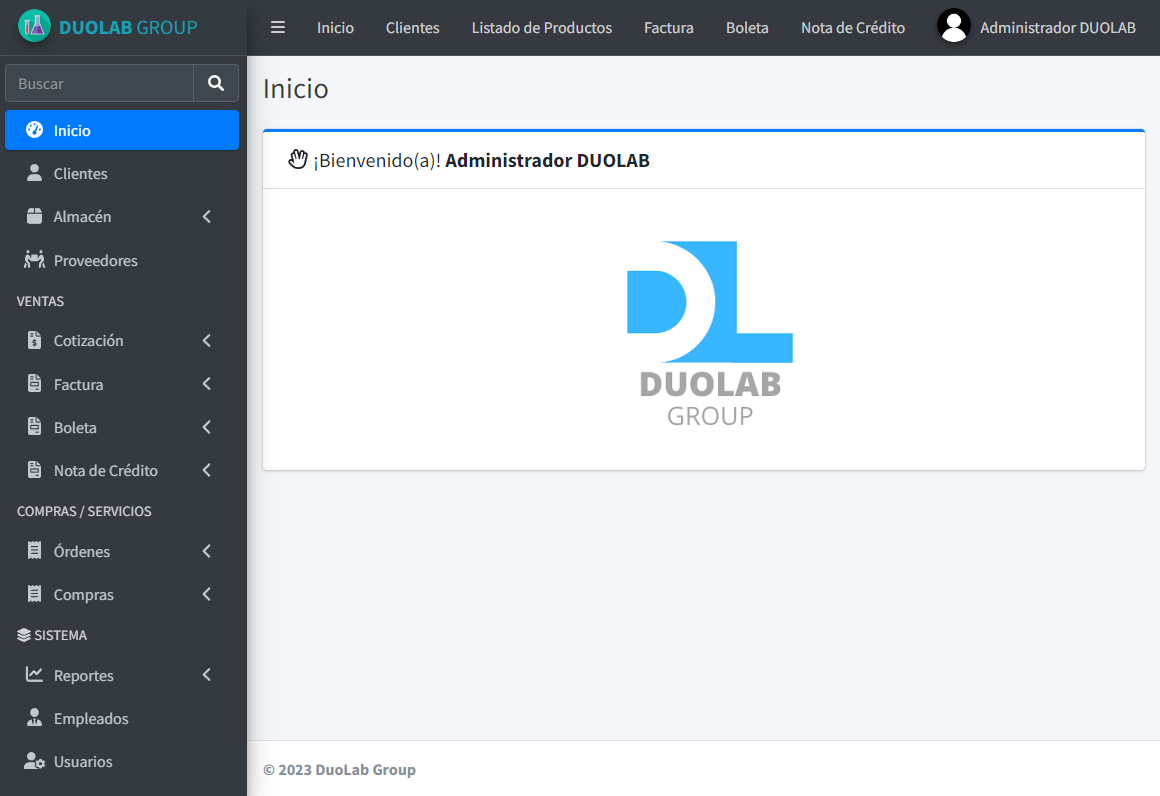 DUOLAB GROUP
Inicio Clientes Listado de Productos Factura Boleta Nota de Crédito Administrador DUOLAB
Buscar
Inicio
Clientes
Almacén
Proveedores
VENTAS
Cotización
Factura
Boleta
Nota de Crédito
COMPRAS / SERVICIOS
Órdenes
Compras
SISTEMA
Reportes
Empleados
Usuarios
Inicio
¡Bienvenido(a)! Administrador DUOLAB
DL
DUOLAB
GROUP
© 2023 DuoLab Group